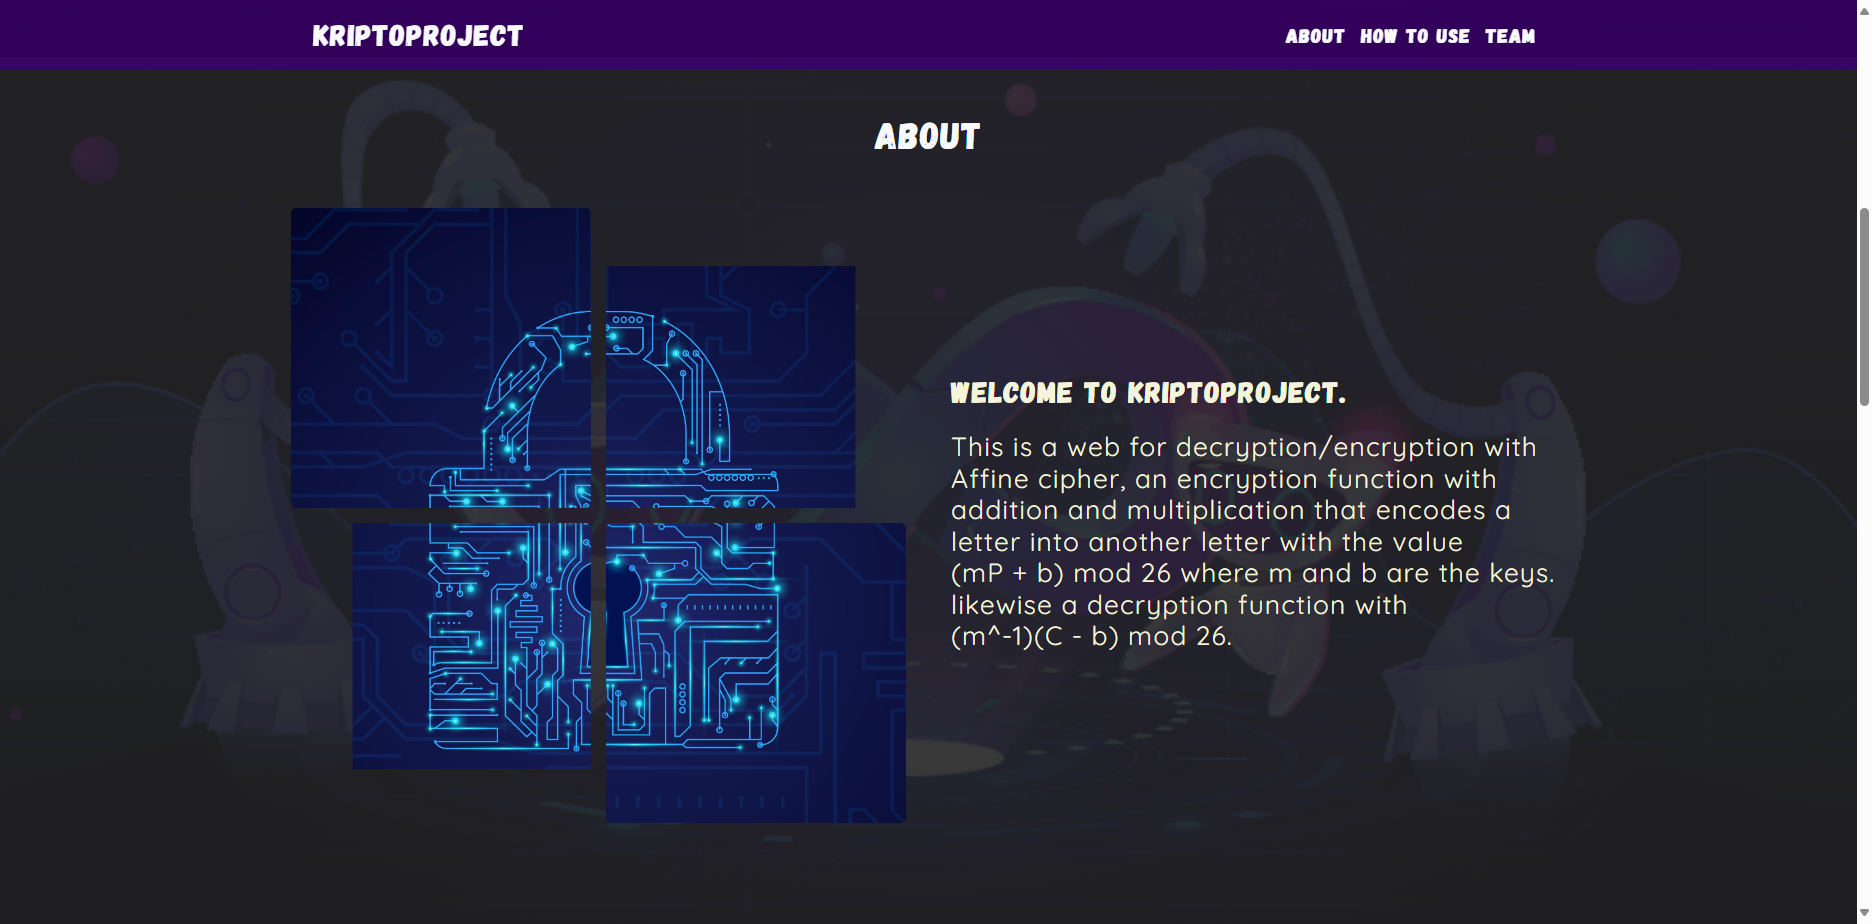 KRIPTOPROJECT
ABOUT HOW TO USE TEAM
ABOUT
WELCOME TO KRIPTOPROJECT.
This is a web for decryption/encryption with
Affine cipher, an encryption function with
addition and multiplication that encodes a
letter into another letter with the value
(mP + b) mod 26 where m and b are the keys.
likewise a decryption function with
(m^-1)(C - b) mod 26.